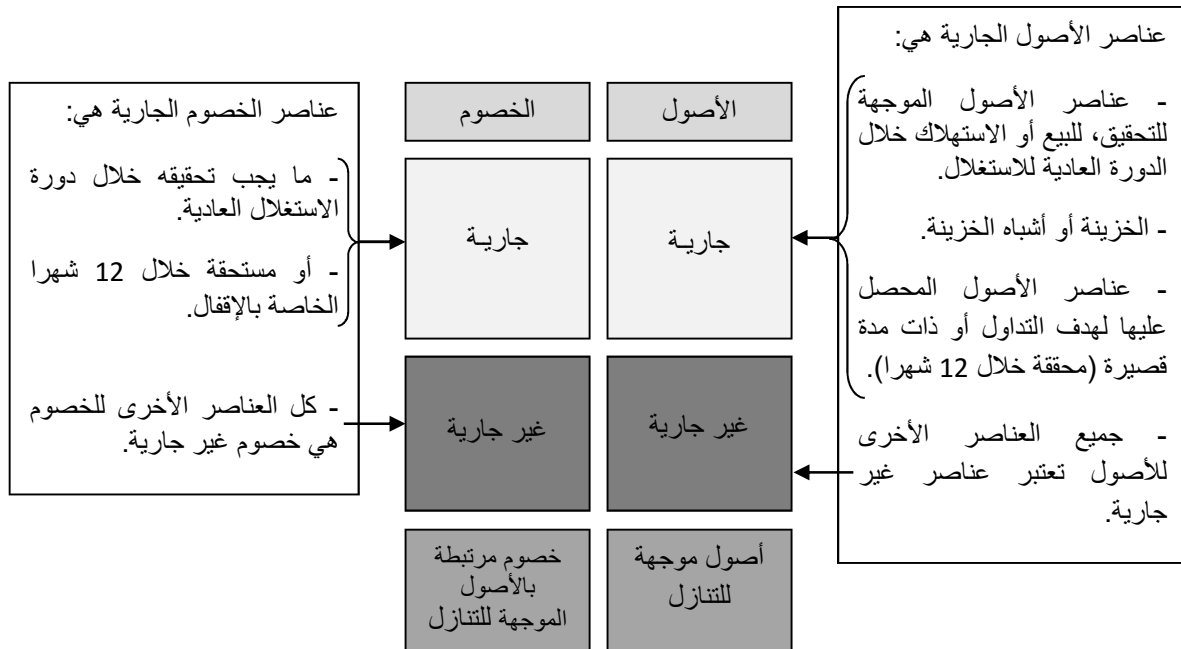 عناصر الأصول الجارية هي:
- عناصر الأصول الموجهة
للتحقيق، للبيع أو الاستهلاك خلال
الدورة العادية للاستغلال.
- الخزينة أو أشباه الخزينة.
- عناصر الأصول المحصل
عليها لهدف التداول أو ذات مدة
قصيرة (محققة خلال 12 شهرا).
- جميع العناصر الأخرى
للأصول تعتبر عناصر غير
جارية.
الأصول
جاريـة
غير جارية
أصول موجهة
للتنازل
الخصوم
جاريـة
غير جارية
خصوم مرتبطة
بالأصول
الموجهة للتنازل
عناصر الخصوم الجارية هي:
- ما يجب تحقيقه خلال دورة
الاستغلال العادية.
- أو مستحقة خلال 12 شهرا
الخاصة بالإقفال.
- كل العناصر الأخرى للخصوم
هي خصوم غير جارية.